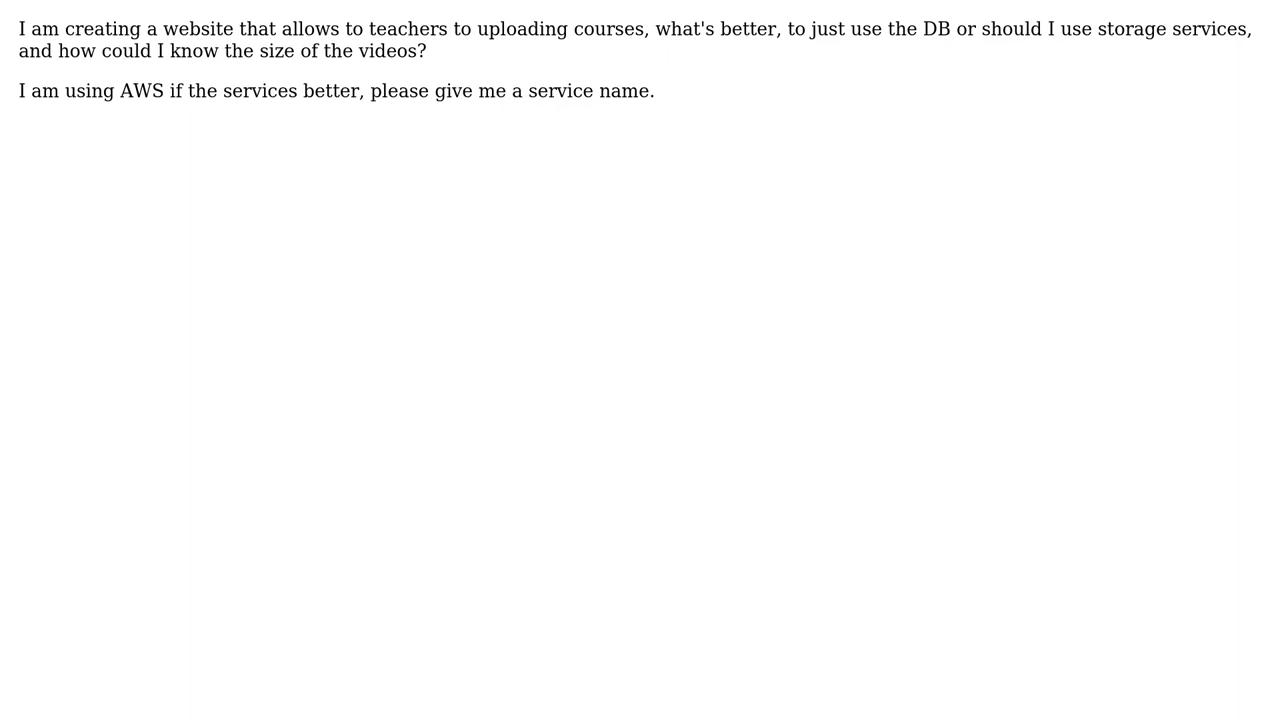 I am creating a website that allows to teachers to uploading courses, what's better, to just use the DB or should I use storage services,
and how could I know the size of the videos?
I am using AWS if the services better, please give me a service name.